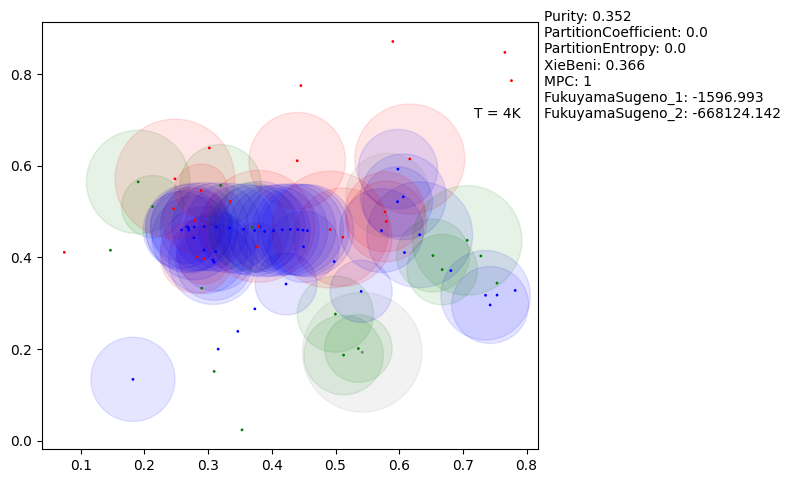 Purity: 0.352
PartitionCoefficient: 0.0
PartitionEntropy: 0.0
XieBeni: 0.366
MPC: 1
FukuyamaSugeno_1: -1596.993
FukuyamaSugeno_2: -668124.142
T = 4K
0.8
0.6
0.4
0.2
0.0
0.1 0.2 0.3 0.4 0.5 0.6 0.7 0.8